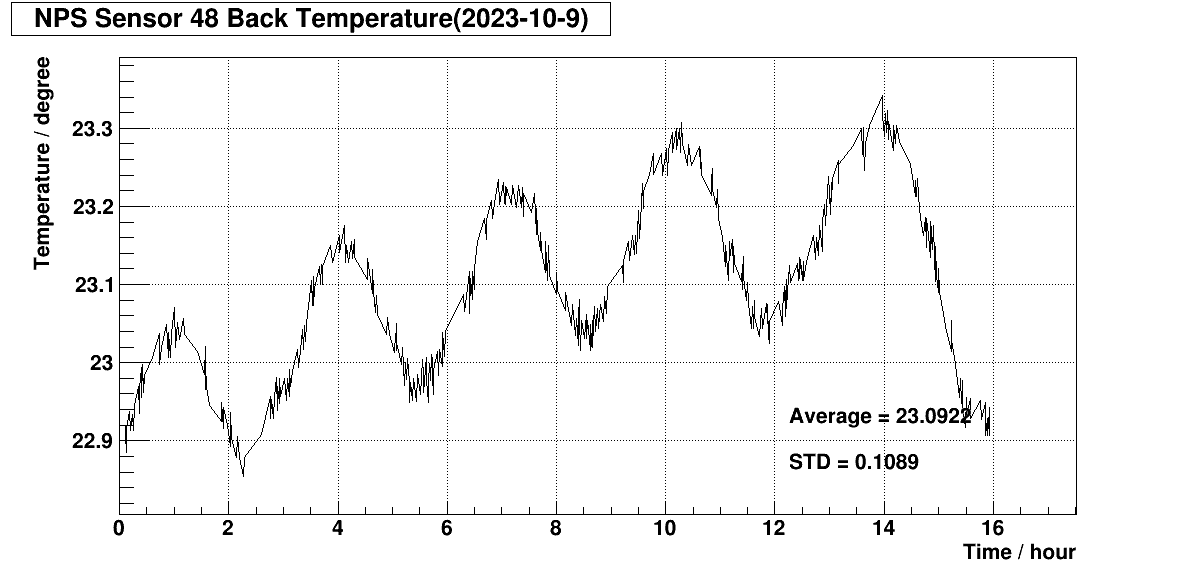 NPS Sensor 48 Back Temperature(2023-10-9)
Temperature / degree
23.3
23.2
23.1
23
22.9
Average = 23.0922
STD = 0.1089
0 2 4 6 8 10 12 14 16
Time / hour